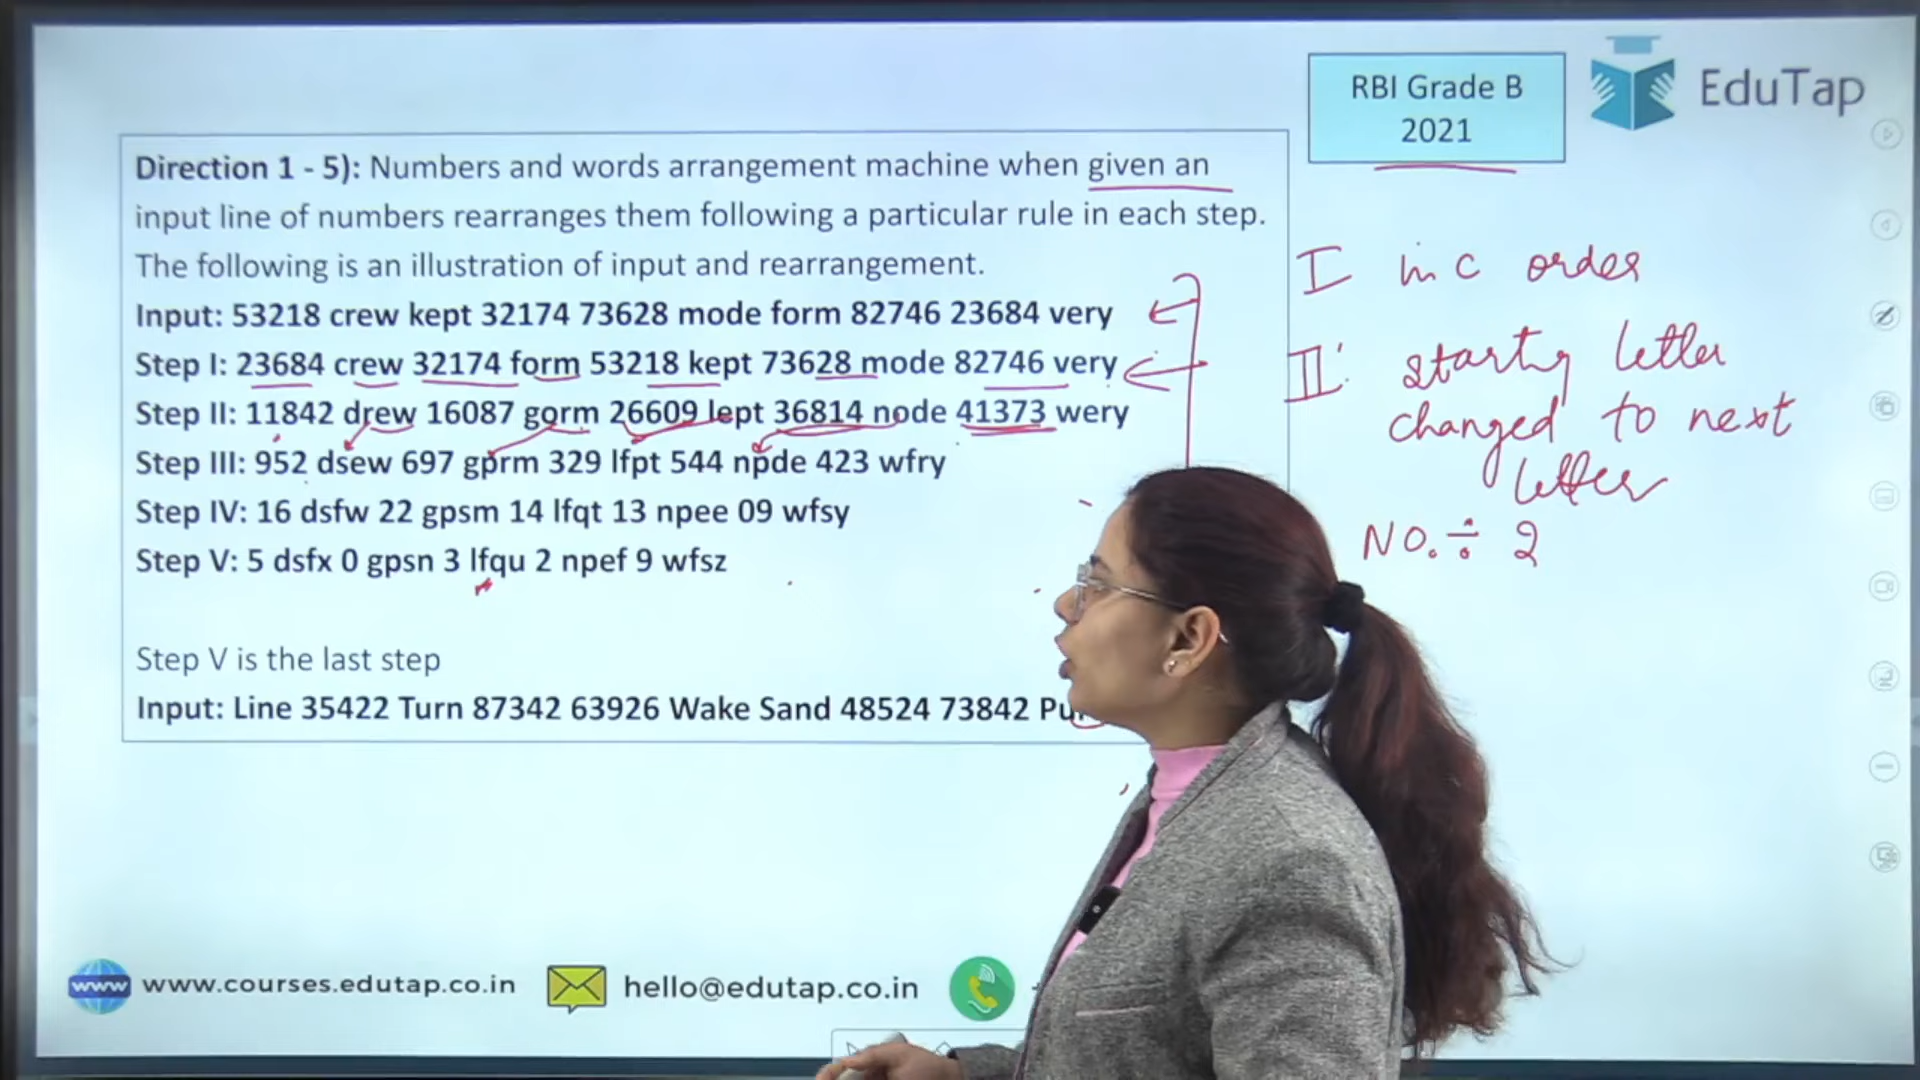 RBI Grade B
2021
EduTap
Direction 1 - 5): Numbers and words arrangement machine when given an
input line of numbers rearranges them following a particular rule in each step.
The following is an illustration of input and rearrangement.
Input: 53218 crew kept 32174 73628 mode form 82746 23684 very
Step I: 23684 crew 32174 form 53218 kept 73628 mode 82746 very
Step II: 11842 drew 16087 gorm 26609 lept 36814 node 41373 wery
Step III: 952 dsew 697 gprm 329 lfpt 544 npde 423 wfry
Step IV: 16 dsfw 22 gpsm 14 lfqt 13 npee 09 wfsy
Step V: 5 dsfx 0 gpsn 3 lfqu 2 npef 9 wfsz
Step V is the last step
Input: Line 35422 Turn 87342 63926 Wake Sand 48524 73842
I inc order
II starty letter
changed to next
letter
NO. ÷ 2
www
www.courses.edutap.co.in
hello@edutap.co.in